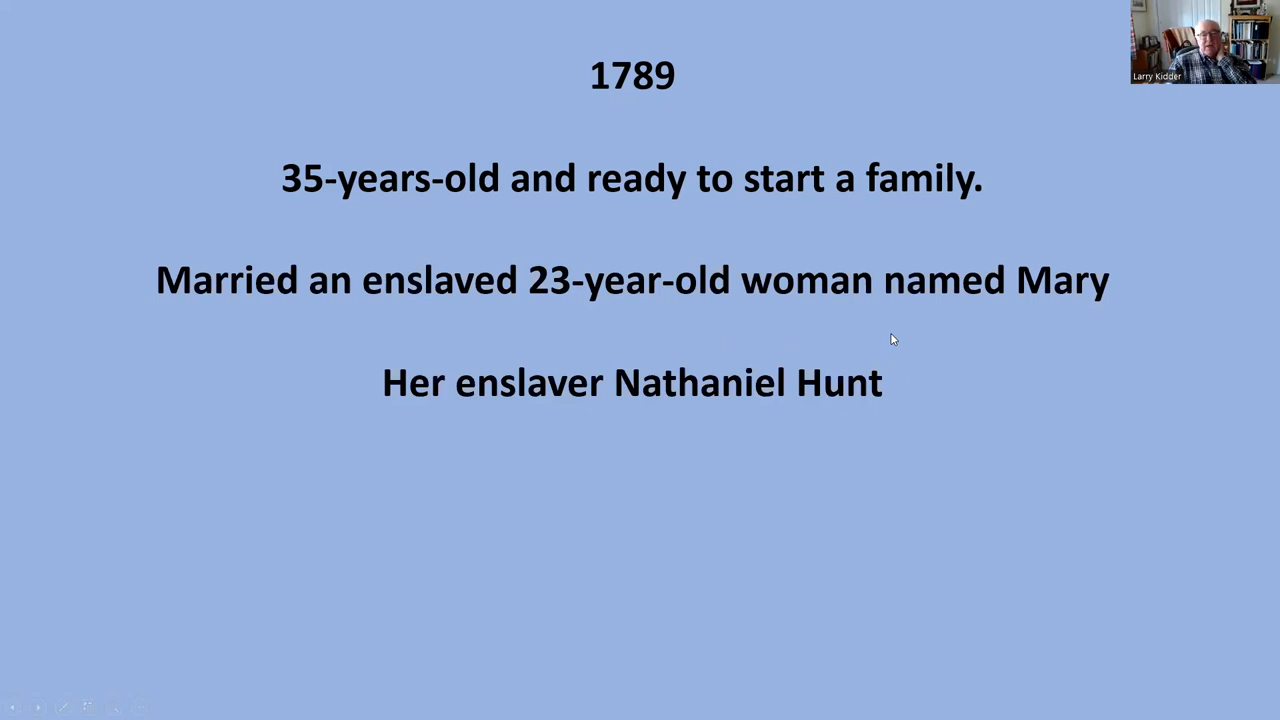 1789
Larry Kidder
35-years-old and ready to start a family.
Married an enslaved 23-year-old woman named Mary
Her enslaver Nathaniel Hunt